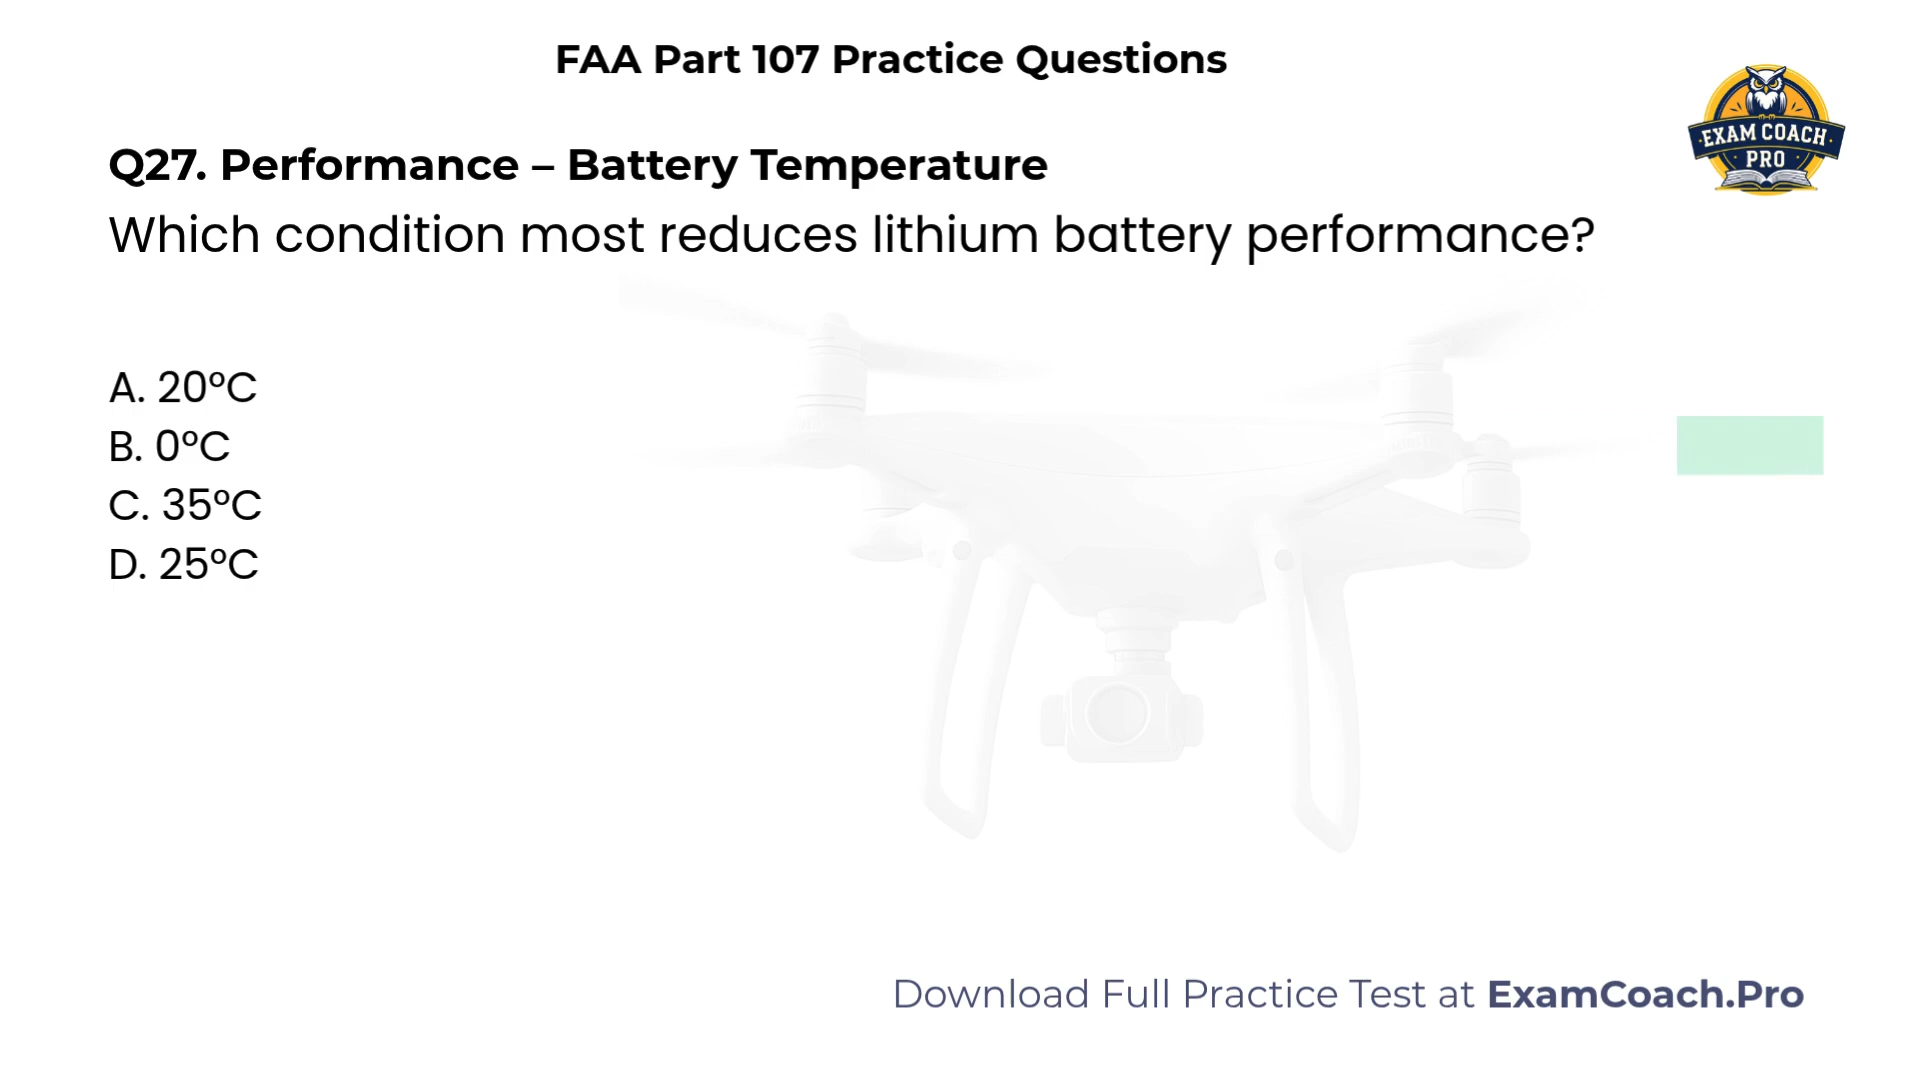 FAA Part 107 Practice Questions
EXAM COACH
PRO
Q27. Performance – Battery Temperature
Which condition most reduces lithium battery performance?
A. 20°C
B. 0°C
C. 35°C
D. 25°C
Download Full Practice Test at ExamCoach.Pro